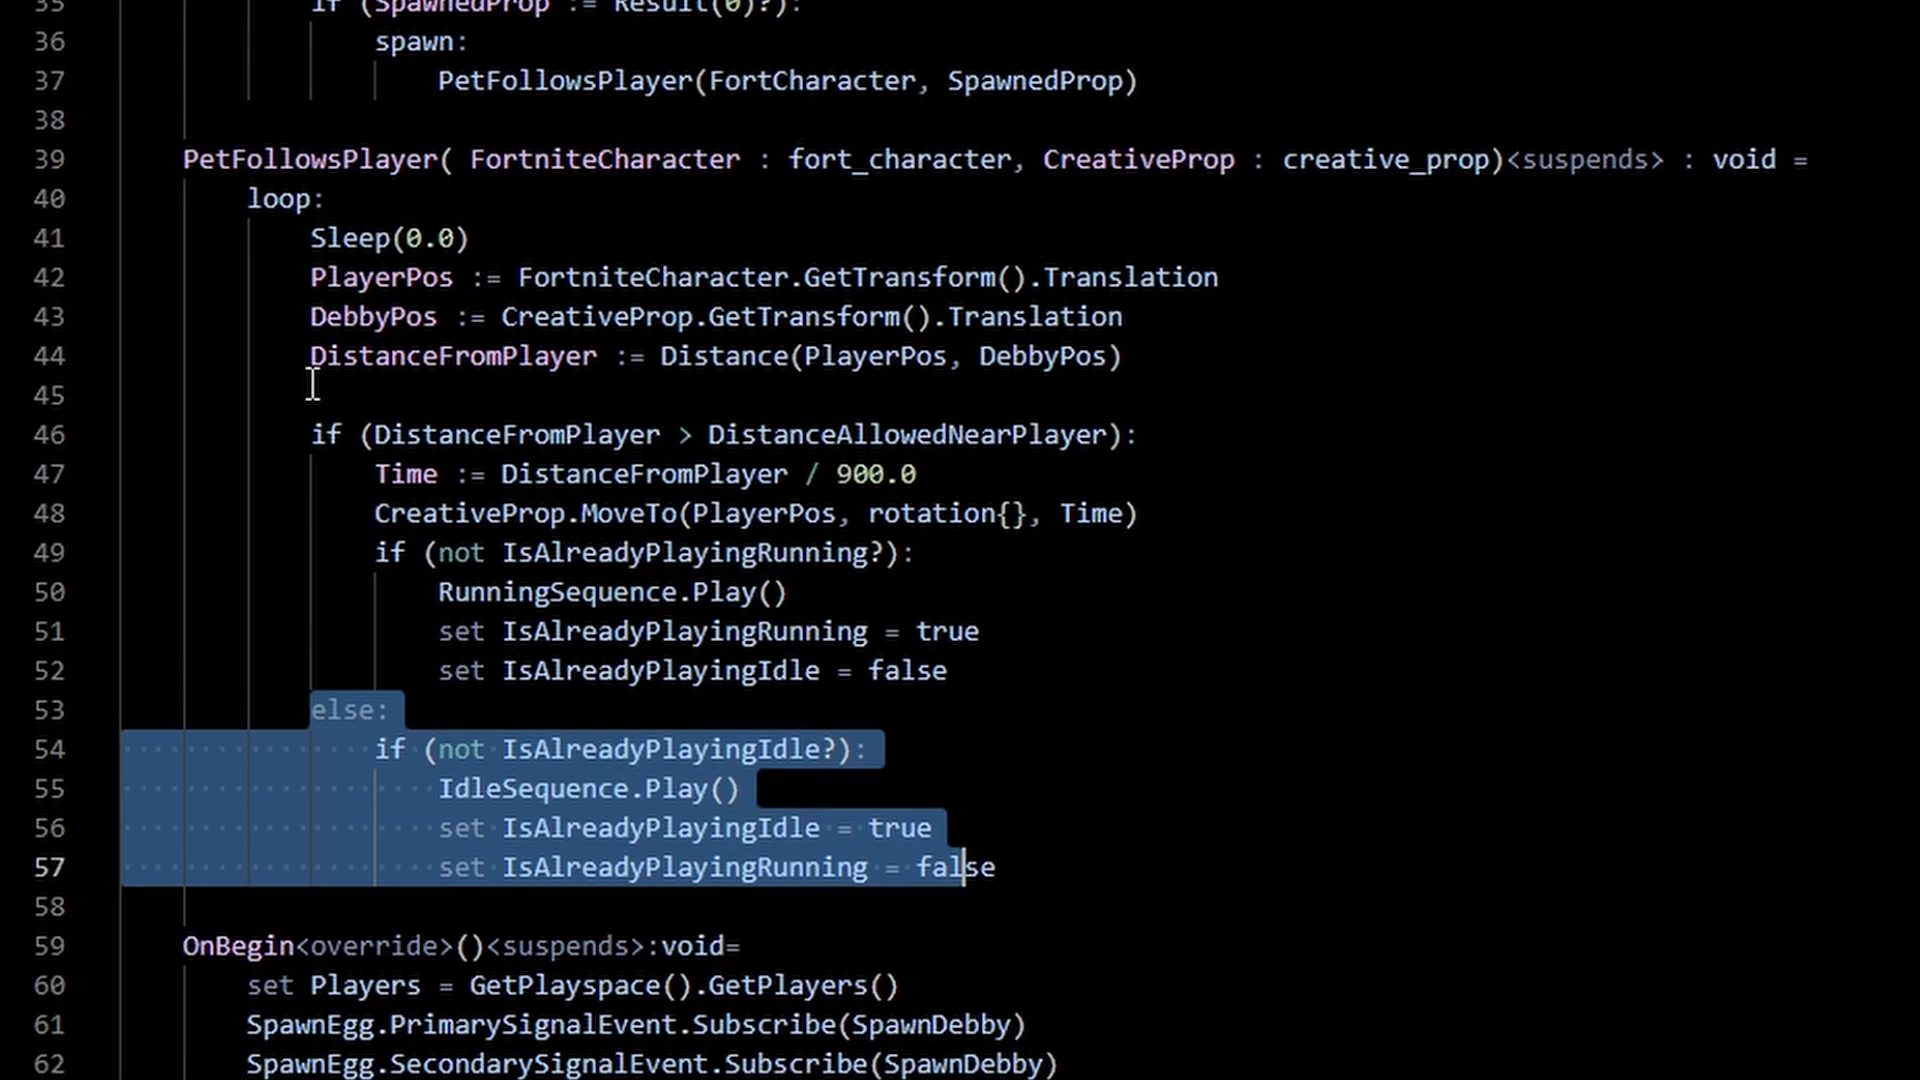 35 if (SpawnedProp := Result(0)?):
36 spawn:
37 PetFollowsPlayer(FortCharacter, SpawnedProp)
38
39 PetFollowsPlayer( FortniteCharacter : fort_character, CreativeProp : creative_prop)<suspends> : void =
40 loop:
41 Sleep(0.0)
42 PlayerPos := FortniteCharacter.GetTransform().Translation
43 DebbyPos := CreativeProp.GetTransform().Translation
44 DistanceFromPlayer := Distance(PlayerPos, DebbyPos)
45
46 if (DistanceFromPlayer > DistanceAllowedNearPlayer):
47 Time := DistanceFromPlayer / 900.0
48 CreativeProp.MoveTo(PlayerPos, rotation{}, Time)
49 if (not IsAlreadyPlayingRunning?):
50 RunningSequence.Play()
51 set IsAlreadyPlayingRunning = true
52 set IsAlreadyPlayingIdle = false
53 else:
54 if (not IsAlreadyPlayingIdle?):
55 IdleSequence.Play()
56 set IsAlreadyPlayingIdle = true
57 set IsAlreadyPlayingRunning = false
58
59 OnBegin<override>()<suspends>:void=
60 set Players = GetPlayspace().GetPlayers()
61 SpawnEgg.PrimarySignalEvent.Subscribe(SpawnDebby)
62 SpawnEgg.SecondarySignalEvent.Subscribe(SpawnDebby)